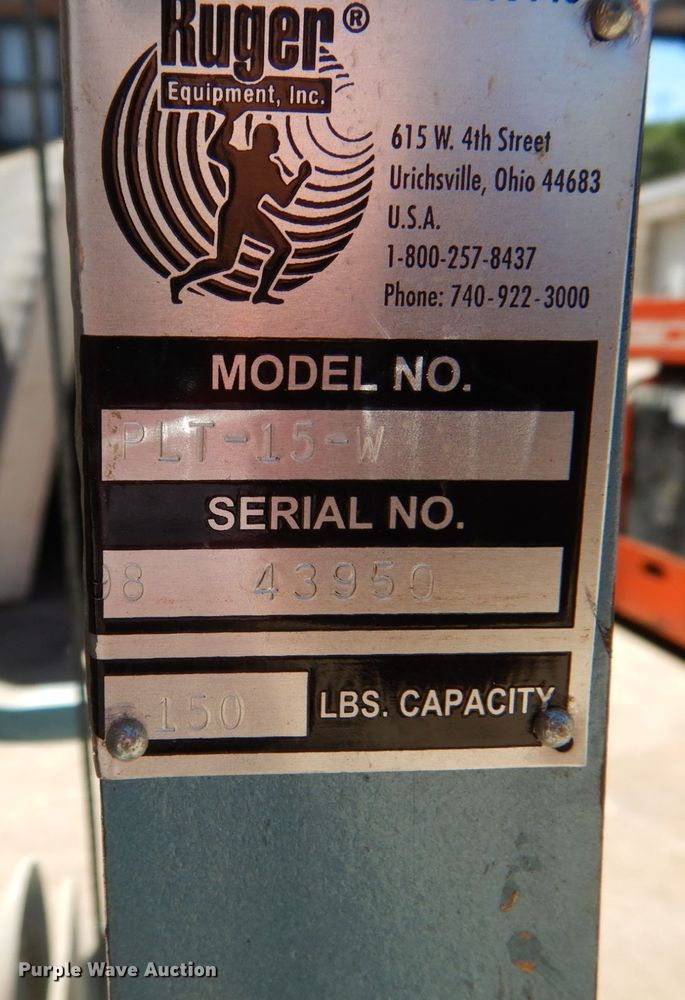 Ruger®
Equipment, Inc.
615 W. 4th Street
Urichsville, Ohio 44683
U.S.A.
1-800-257-8437
Phone: 740-922-3000
MODEL NO.
PLT-15-W
SERIAL NO.
98 43950
150 LBS. CAPACITY
Purple Wave Auction